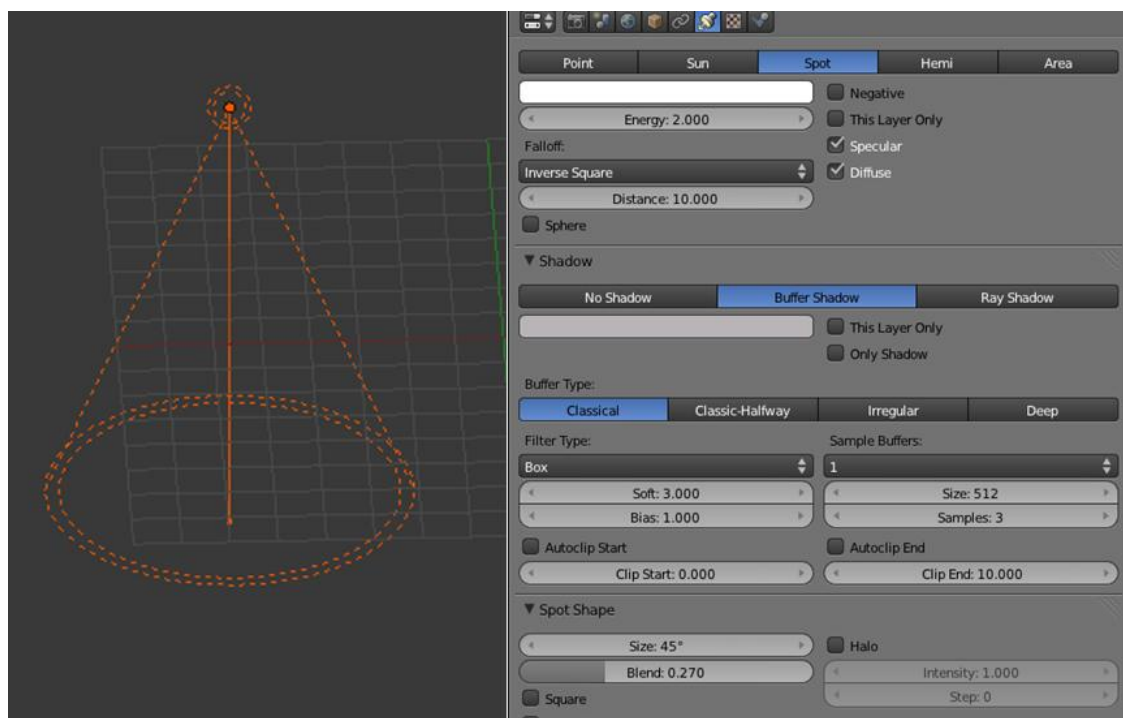 Point Sun Spot Hemi Area
Negative
Energy: 2.000 This Layer Only
Falloff: Specular
Inverse Square Diffuse
Distance: 10.000
Sphere
Shadow
No Shadow Buffer Shadow Ray Shadow
This Layer Only
Only Shadow
Buffer Type:
Classical Classic-Halfway Irregular Deep
Filter Type: Sample Buffers:
Box 1
Soft: 3.000 Size: 512
Bias: 1.000 Samples: 3
Autoclip Start Autoclip End
Clip Start: 0.000 Clip End: 10.000
Spot Shape
Size: 45° Halo
Blend: 0.270 Intensity: 1.000
Square Step: 0